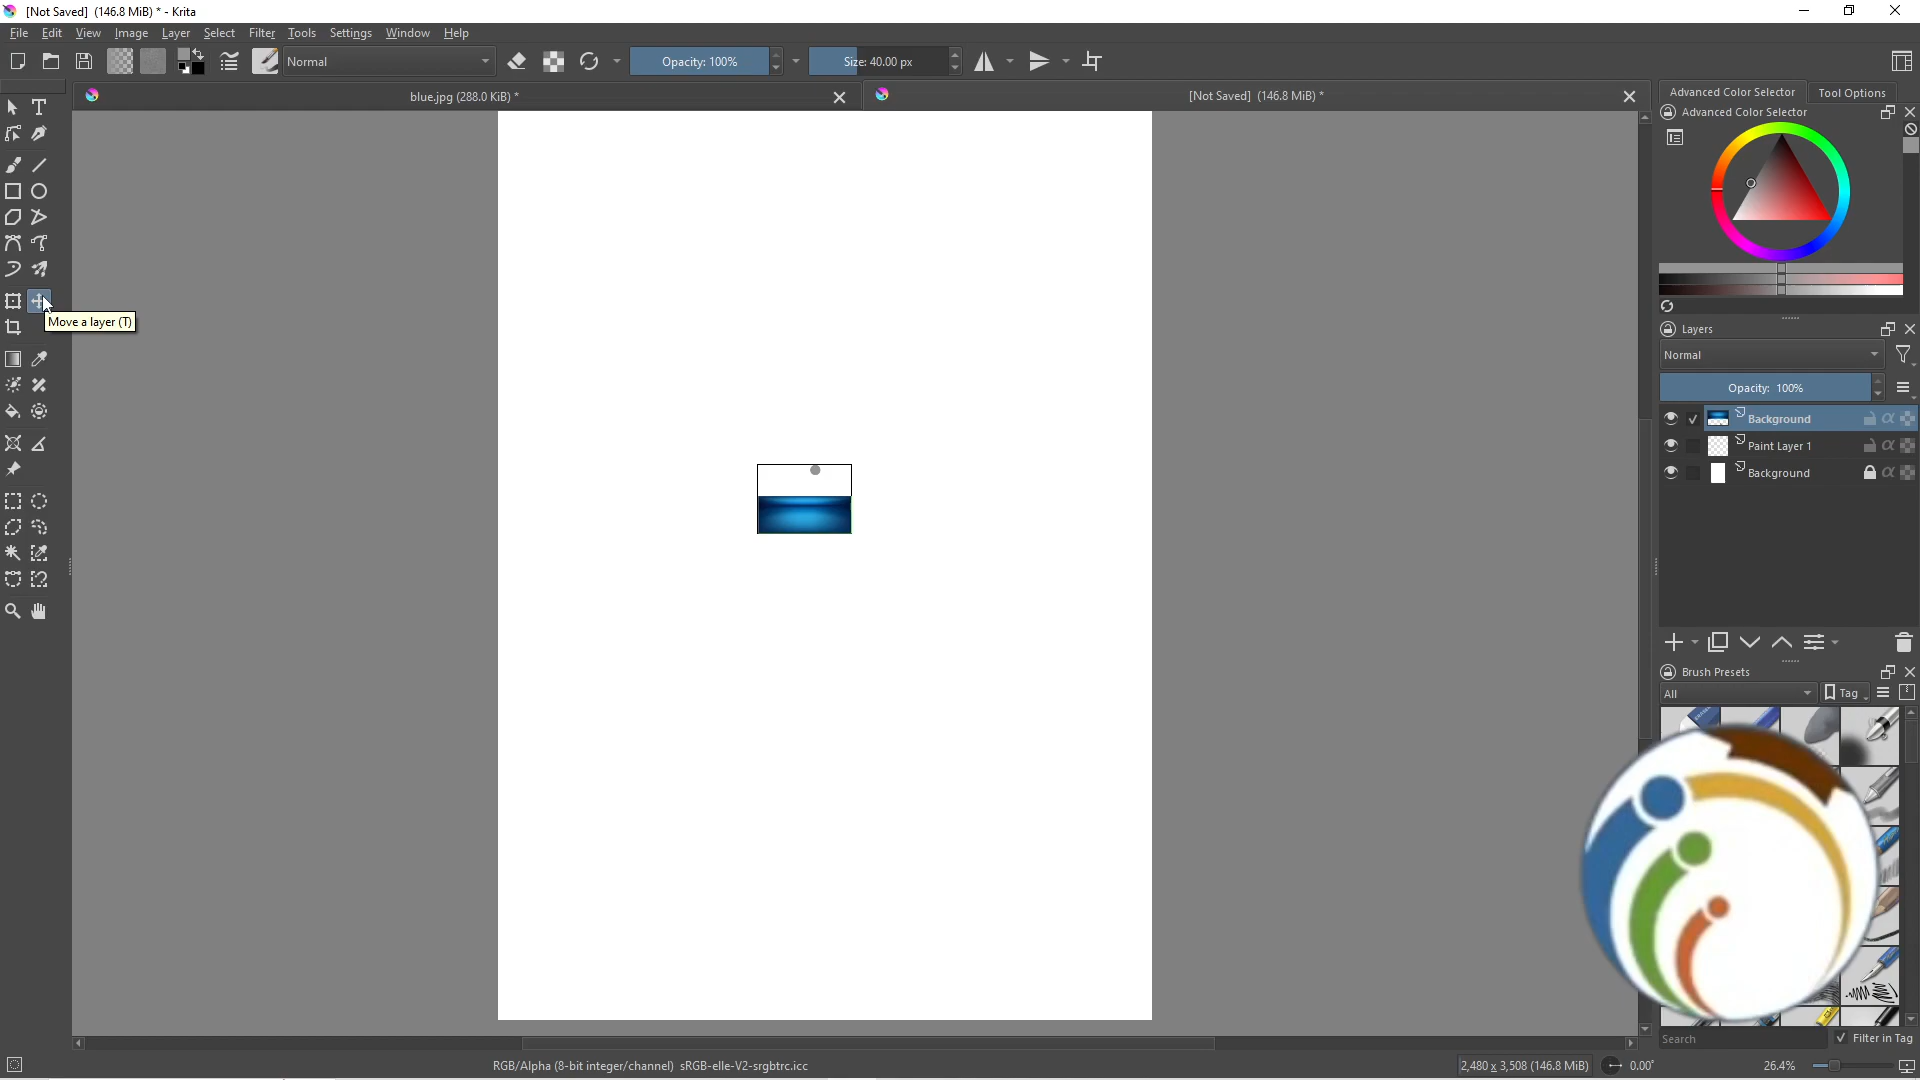 [Not Saved] (146.8 MiB) * - Krita
File Edit View Image Layer Select Filter Tools Settings Window Help
Normal
Opacity: 100%
Size: 40.00 px
blue.jpg (288.0 KiB) *
[Not Saved] (146.8 MiB) *
Advanced Color Selector
Tool Options
Advanced Color Selector
Move a layer (T)
Layers
Normal
Opacity: 100%
Background
Paint Layer 1
Background
Brush Presets
All
Tag
Search
Filter in Tag
RGB/Alpha (8-bit integer/channel) sRGB-elle-V2-srgbtrc.icc
2,480 x 3,508 (146.8 MiB)
0.00°
26.4%